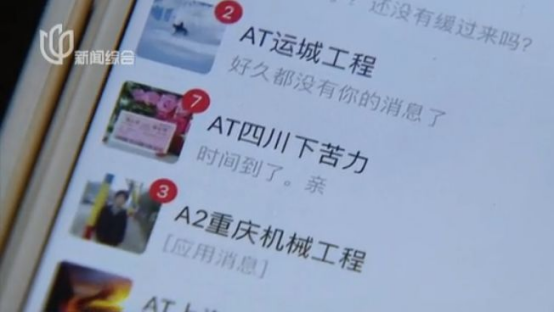 新闻综合
？还没有缓过来吗？
2
AT运城工程
好久都没有你的消息了
7
AT四川下苦力
时间到了。亲
3
A2重庆机械工程
[应用消息]